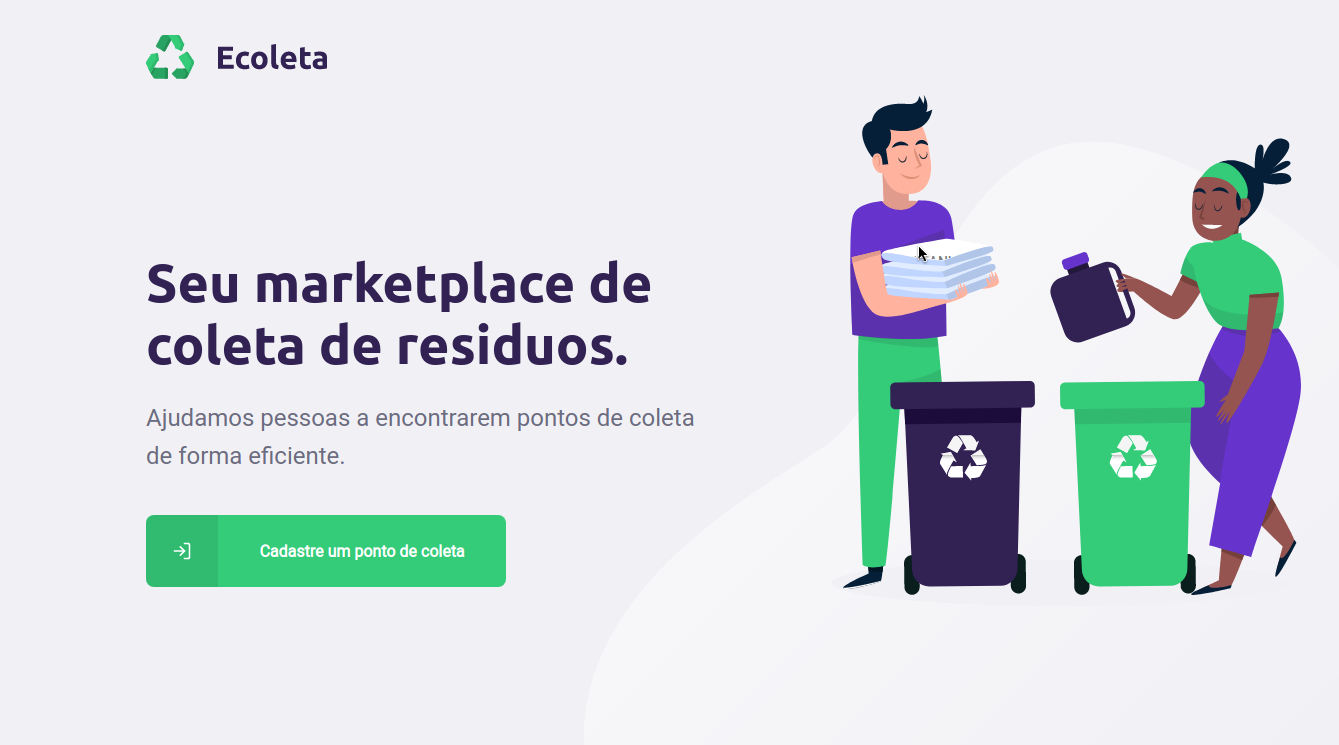 Ecoleta
Seu marketplace de
coleta de resíduos.
Ajudamos pessoas a encontrarem pontos de coleta
de forma eficiente.
Cadastre um ponto de coleta